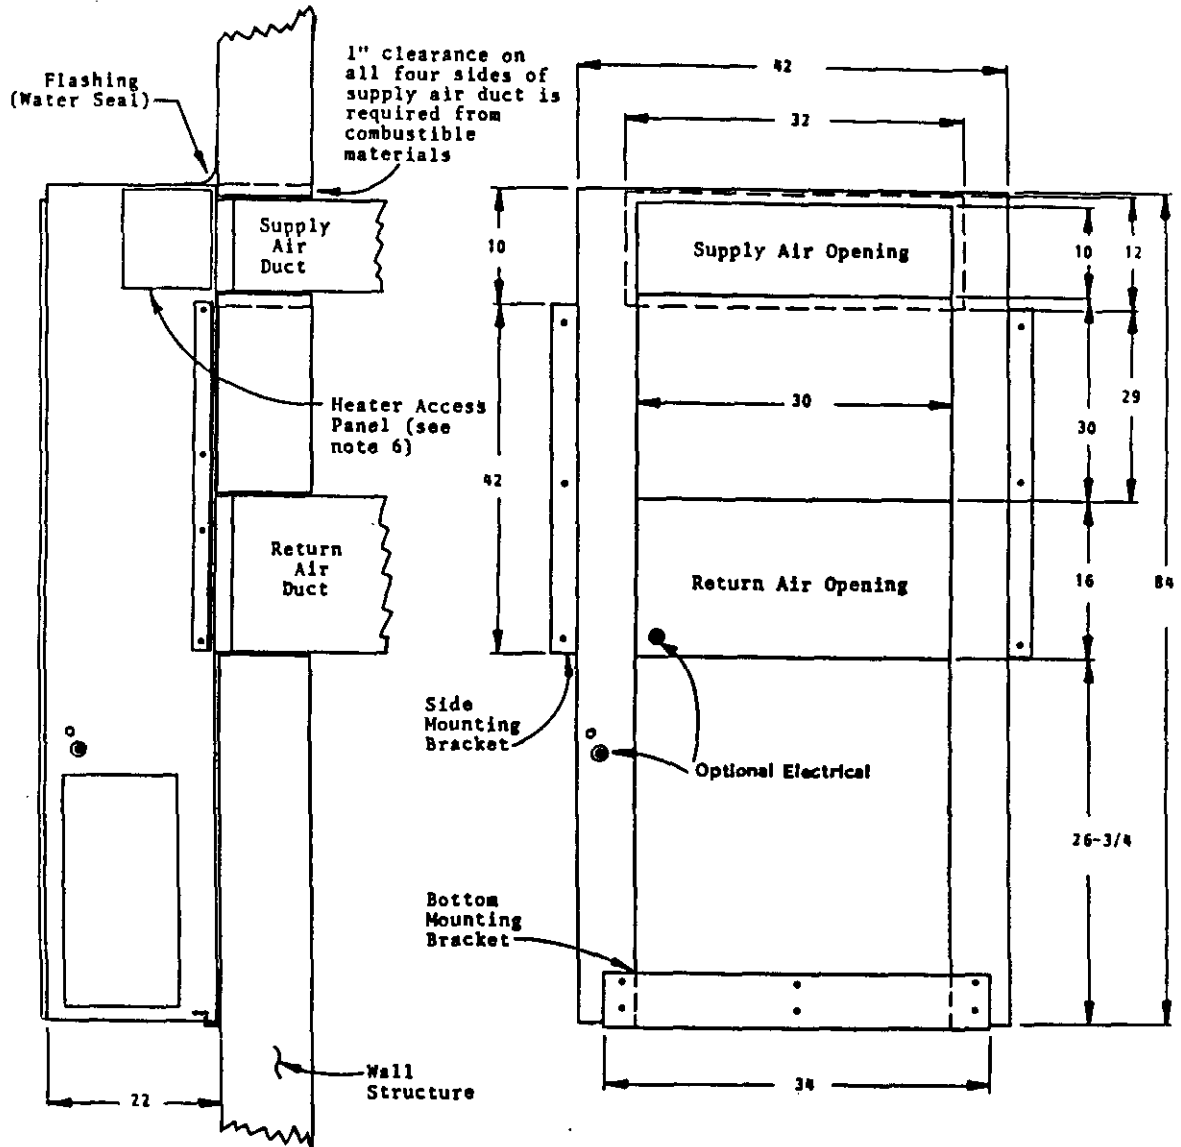 Flashing
(Water Seal)
1" clearance on
all four sides of
supply air duct is
required from
combustible
materials
42
32
Supply
Air
Duct
10
Supply Air Opening
10
12
Heater Access
Panel (see
note 6)
30
29
30
42
Return
Air
Duct
Return Air Opening
16
84
Side
Mounting
Bracket
Optional Electrical
26-3/4
Bottom
Mounting
Bracket
Wall
Structure
22
34